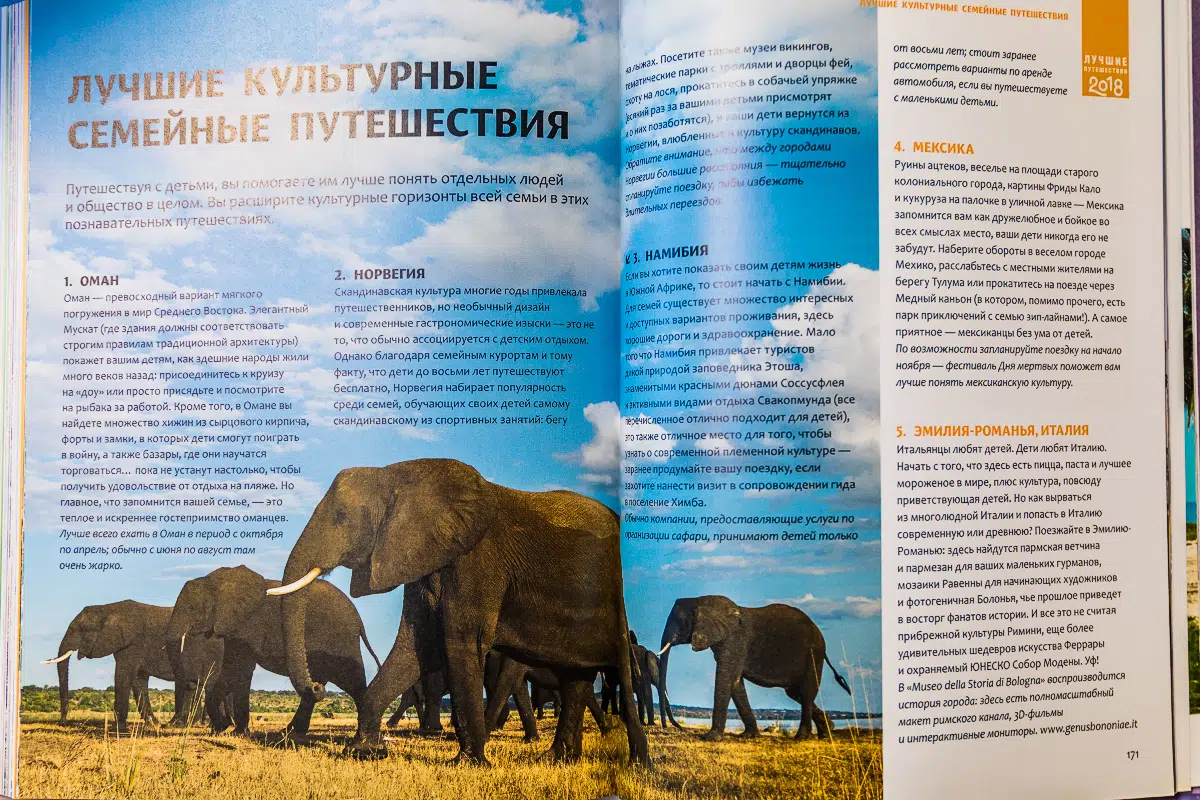 ЛУЧШИЕ КУЛЬТУРНЫЕ
СЕМЕЙНЫЕ ПУТЕШЕСТВИЯ
Путешествуя с детьми, вы помогаете им лучше понять отдельных людей
и общество в целом. Вы расширите культурные горизонты всей семьи в этих
познавательных путешествиях.
1. ОМАН
Оман — превосходный вариант мягкого
погружения в мир Среднего Востока. Элегантный
Мускат (где здания должны соответствовать
строгим правилам традиционной архитектуры)
покажет вашим детям, как здешние народы жили
много веков назад: присоединитесь к круизу
на «доу» или просто присядьте и посмотрите
на рыбака за работой. Кроме того, в Омане вы
найдете множество хижин из сырцового кирпича,
форты и замки, в которых дети смогут поиграть
в войну, а также базары, где они научатся
торговаться... пока не устанут настолько, чтобы
получить удовольствие от отдыха на пляже. Но
главное, что запомнится вашей семье, — это
теплое и искреннее гостеприимство оманцев.
Лучше всего ехать в Оман в период с октября
по апрель; обычно с июня по август там
очень жарко.
2. НОРВЕГИЯ
Скандинавская культура многие годы привлекала
путешественников, но необычный дизайн
и современные гастрономические изыски — это не
то, что обычно ассоциируется с детским отдыхом.
Однако благодаря семейным курортам и тому
факту, что дети до восьми лет путешествуют
бесплатно, Норвегия набирает популярность
среди семей, обучающих своих детей самому
скандинавскому из спортивных занятий: бегу
на лыжах. Посетите также музеи викингов,
тематические парки с троллями и дворцы фей,
охоту на лося, прокатитесь в собачьей упряжке
(всякий раз за вашими детьми присмотрят
и о них позаботятся), и ваши дети вернутся из
Норвегии, влюбленные в культуру скандинавов.
Обратите внимание, что между городами
Норвегии большие расстояния — тщательно
спланируйте поездку, дабы избежать
длительных переездов.
3. НАМИБИЯ
Если вы хотите показать своим детям жизнь
в Южной Африке, то стоит начать с Намибии.
Для семей существует множество интересных
и доступных вариантов проживания, здесь
хорошие дороги и здравоохранение. Мало
того что Намибия привлекает туристов
дикой природой заповедника Этоша,
знаменитыми красными дюнами Соссусфлея
и активными видами отдыха Свакопмунда (все
перечисленное отлично подходит для детей),
это также отличное место для того, чтобы
узнать о современной племенной культуре —
заранее продумайте вашу поездку, если
захотите нанести визит в сопровождении гида
в поселение Химба.
Обычно компании, предоставляющие услуги по
организации сафари, принимают детей только
ЛУЧШИЕ КУЛЬТУРНЫЕ СЕМЕЙНЫЕ ПУТЕШЕСТВИЯ
ЛУЧШИЕ
ПУТЕШЕСТВИЯ
2018
от восьми лет; стоит заранее
рассмотреть варианты по аренде
автомобиля, если вы путешествуете
с маленькими детьми.
4. МЕКСИКА
Руины ацтеков, веселье на площади старого
колониального города, картины Фриды Кало
и кукуруза на палочке в уличной лавке — Мексика
запомнится вам как дружелюбное и бойкое во
всех смыслах место, ваши дети никогда его не
забудут. Наберите обороты в веселом городе
Мехико, расслабьтесь с местными жителями на
берегу Тулума или прокатитесь на поезде через
Медный каньон (в котором, помимо прочего, есть
парк приключений с семью зип-лайнами!). А самое
приятное — мексиканцы без ума от детей.
По возможности запланируйте поездку на начало
ноября — фестиваль Дня мертвых поможет вам
лучше понять мексиканскую культуру.
5. ЭМИЛИЯ-РОМАНЬЯ, ИТАЛИЯ
Итальянцы любят детей. Дети любят Италию.
Начать с того, что здесь есть пицца, паста и лучшее
мороженое в мире, плюс культура, повсюду
приветствующая детей. Но как вырваться
из многолюдной Италии и попасть в Италию
современную или древнюю? Поезжайте в Эмилию-
Романью: здесь найдутся пармская ветчина
и пармезан для ваших маленьких гурманов,
мозаики Равенны для начинающих художников
и фотогеничная Болонья, чье прошлое приведет
в восторг фанатов истории. И все это не считая
прибрежной культуры Римини, еще более
удивительных шедевров искусства Феррары
и охраняемый ЮНЕСКО Собор Модены. Уф!
В «Museo della Storia di Bologna» воспроизводится
история города: здесь есть полномасштабный
макет римского канала, 3D-фильмы
и интерактивные мониторы. www.genusbononiae.it
171